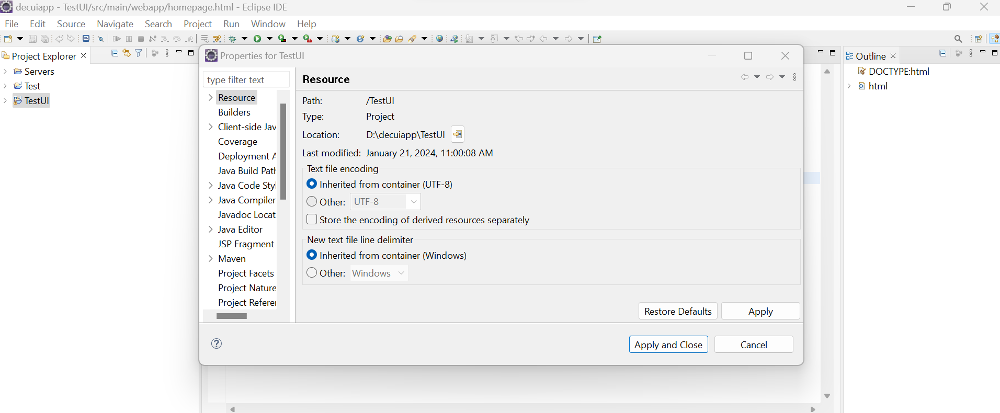 decuiapp - TestUI/src/main/webapp/homepage.html - Eclipse IDE
File Edit Source Navigate Search Project Run Window Help
Project Explorer
Servers
Test
TestUI
Properties for TestUI
type filter text
Resource
Builders
Client-side Jav
Coverage
Deployment A
Java Build Path
Java Code Styl
Java Compiler
Javadoc Locat
Java Editor
JSP Fragment
Maven
Project Facets
Project Nature
Project Refere
Resource
Path: /TestUI
Type: Project
Location: D:\decuiapp\TestUI
Last modified: January 21, 2024, 11:00:08 AM
Text file encoding
Inherited from container (UTF-8)
Other: UTF-8
Store the encoding of derived resources separately
New text file line delimiter
Inherited from container (Windows)
Other: Windows
Restore Defaults Apply
? Apply and Close Cancel
Outline
DOCTYPE:html
html